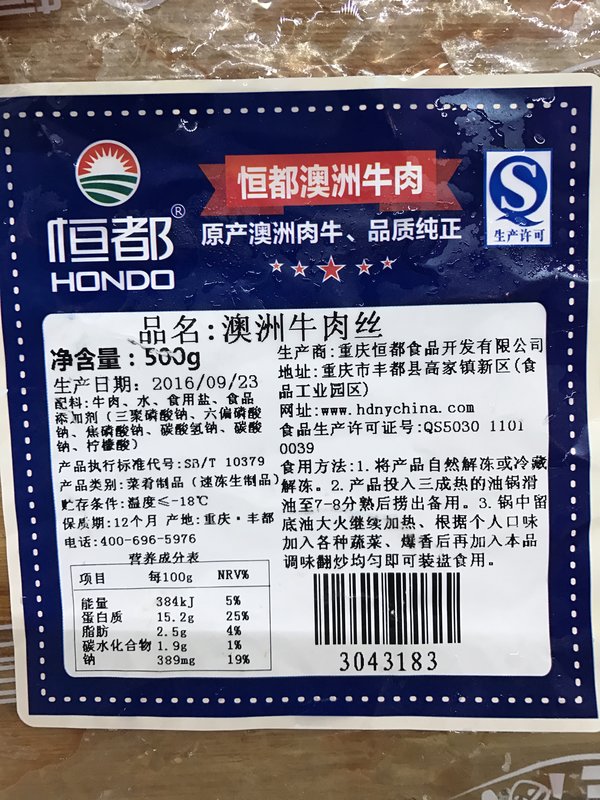 恒都®
HONDO
恒都澳洲牛肉
原产澳洲肉牛、品质纯正
生产许可
品名:澳洲牛肉丝
净含量:500g
生产日期: 2016/09/23
配料:牛肉、水、食用盐、食品
添加剂（三聚磷酸钠、六偏磷酸
钠、焦磷酸钠、碳酸氢钠、碳酸
钠、柠檬酸）
产品执行标准代号:SB/T 10379
产品类别:菜肴制品（速冻生制品）
贮存条件:温度≤-18℃
保质期:12个月 产地:重庆·丰都
电话:400-696-5976
营养成分表
项目 每100g NRV%
能量 384kJ 5%
蛋白质 15.2g 25%
脂肪 2.5g 4%
碳水化合物 1.9g 1%
钠 389mg 19%
生产商:重庆恒都食品开发有限公司
地址:重庆市丰都县高家镇新区(食
品工业园区)
网址:www.hdnychina.com
食品生产许可证号:QS5030 1101
0039
食用方法:1.将产品自然解冻或冷藏
解冻。2.产品投入三成热的油锅滑
油至7-8分熟后捞出备用。3.锅中留
底油大火继续加热、根据个人口味
加入各种蔬菜、爆香后再加入本品
调味翻炒均匀即可装盘食用。
3043183